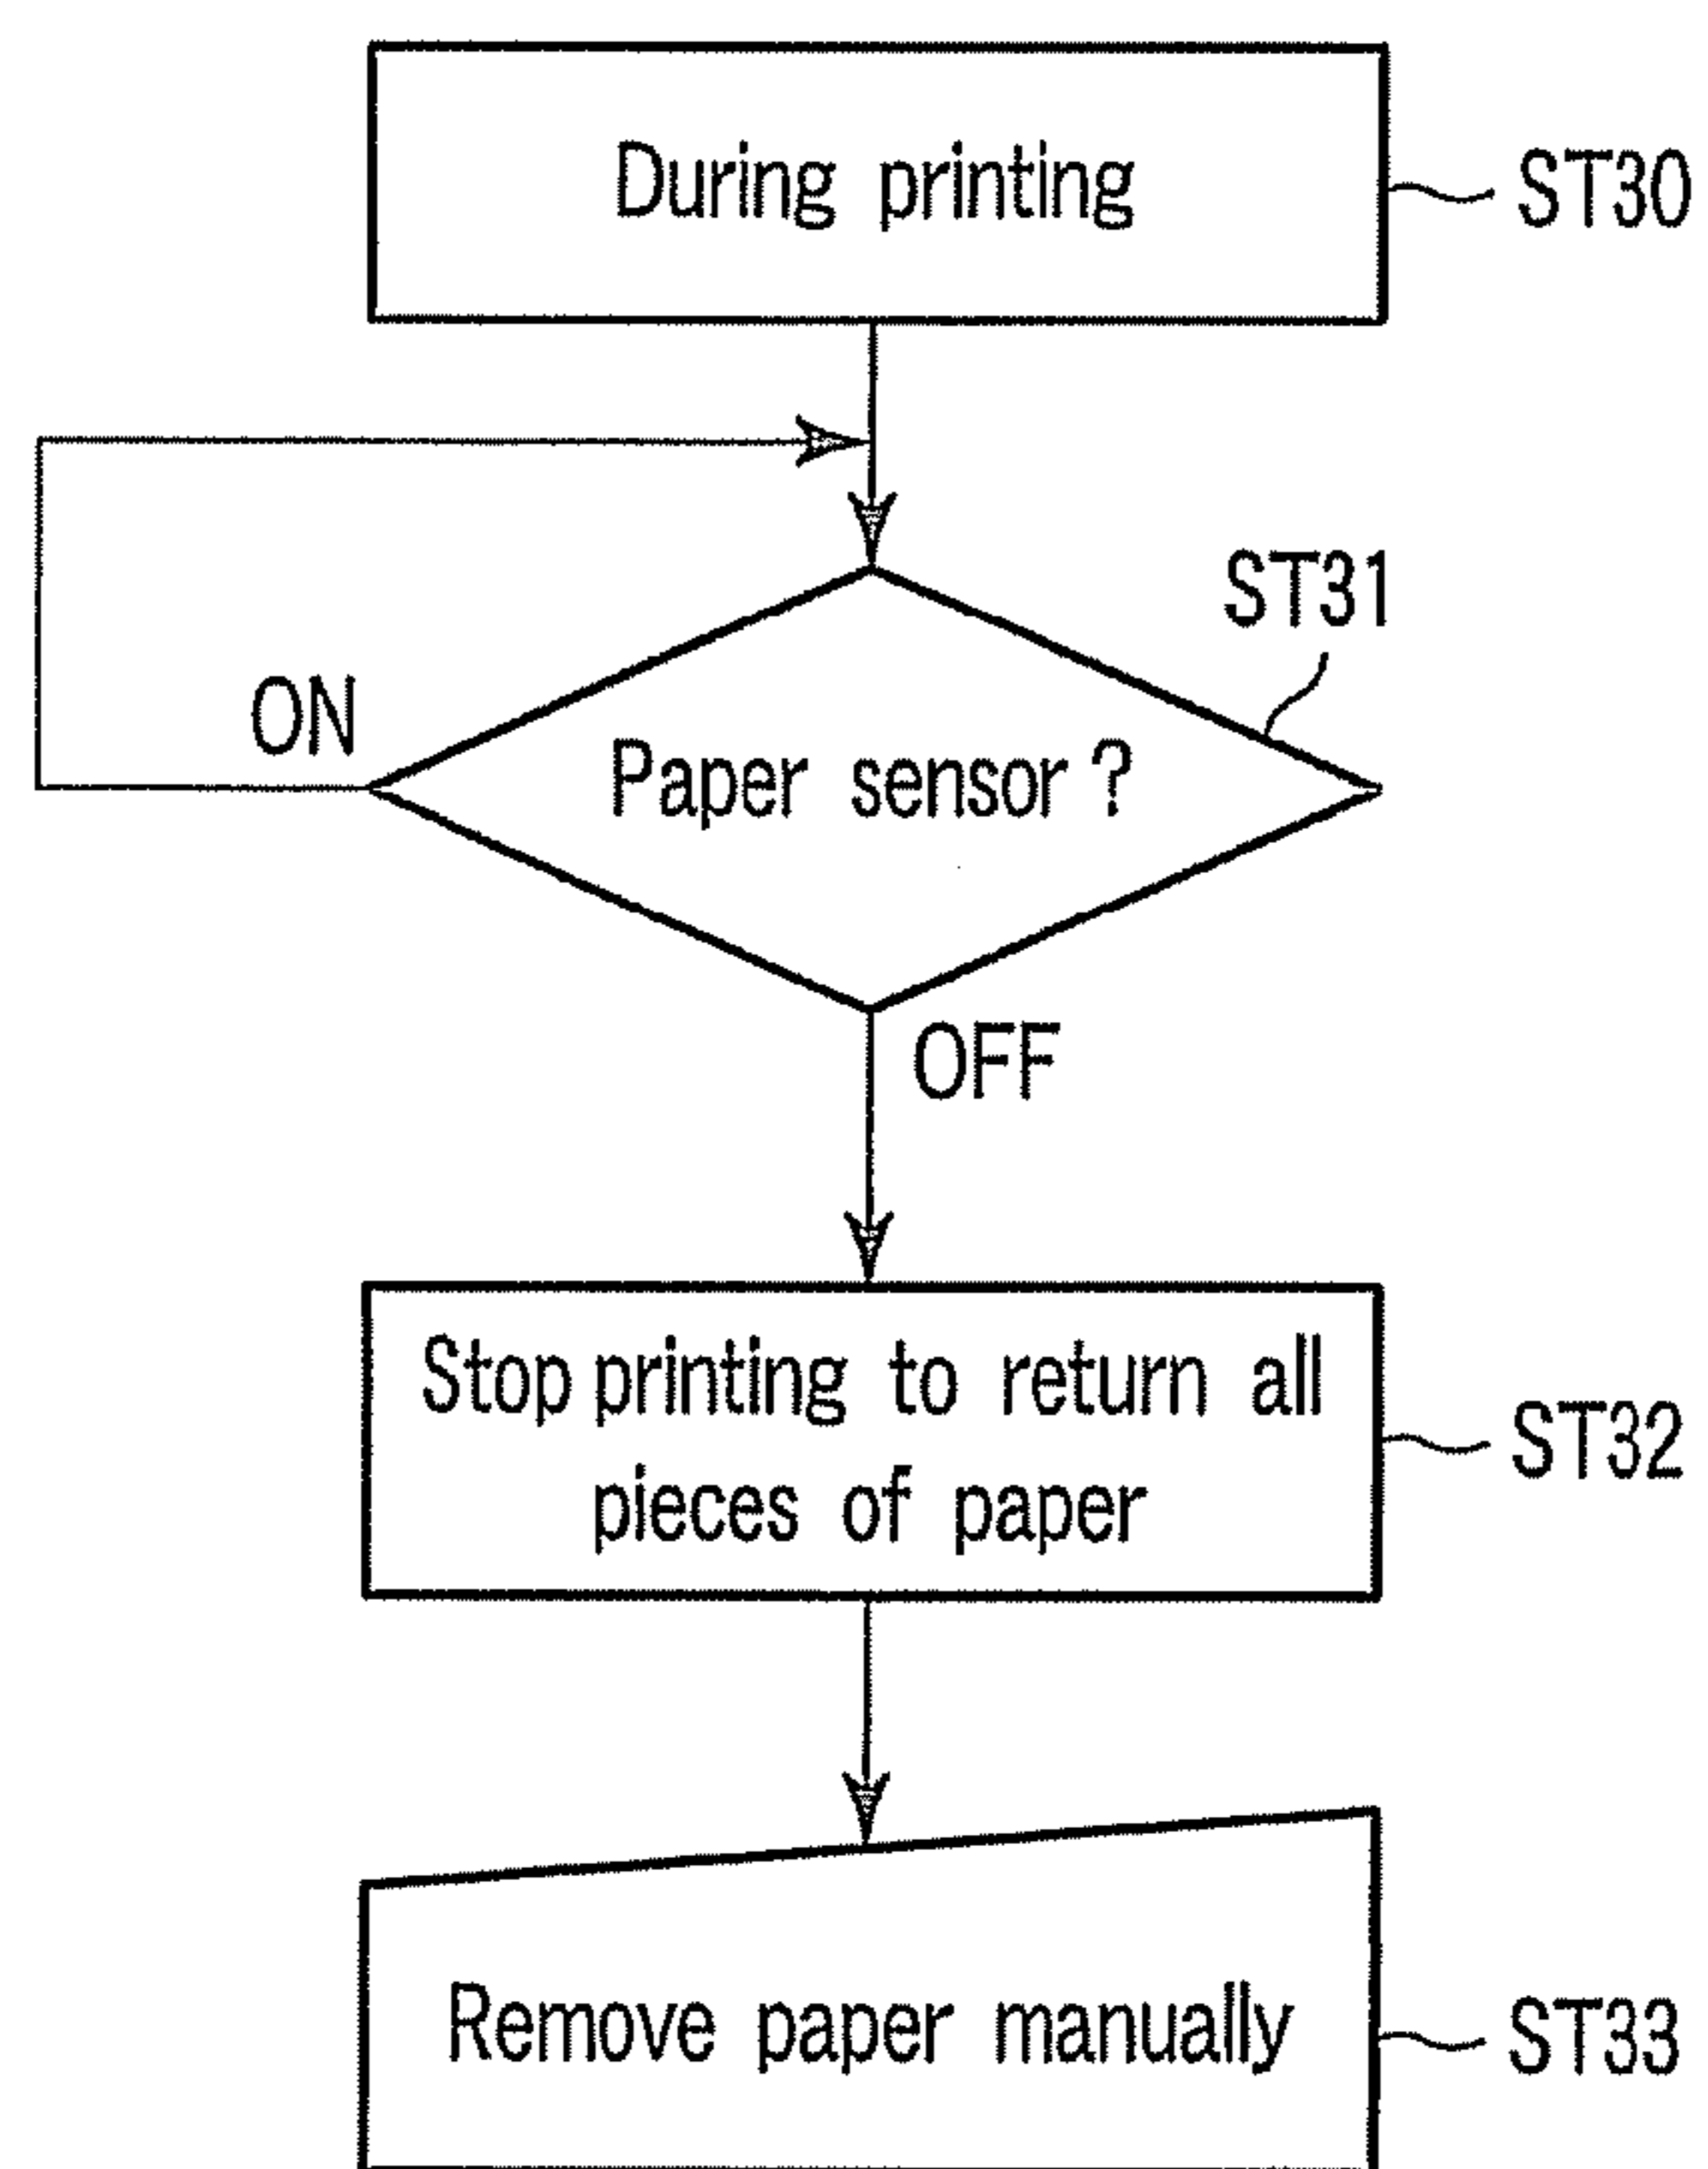 During printing
ST30
ST31
ON
Paper sensor?
OFF
Stop printing to return all
pieces of paper
ST32
Remove paper manually
ST33